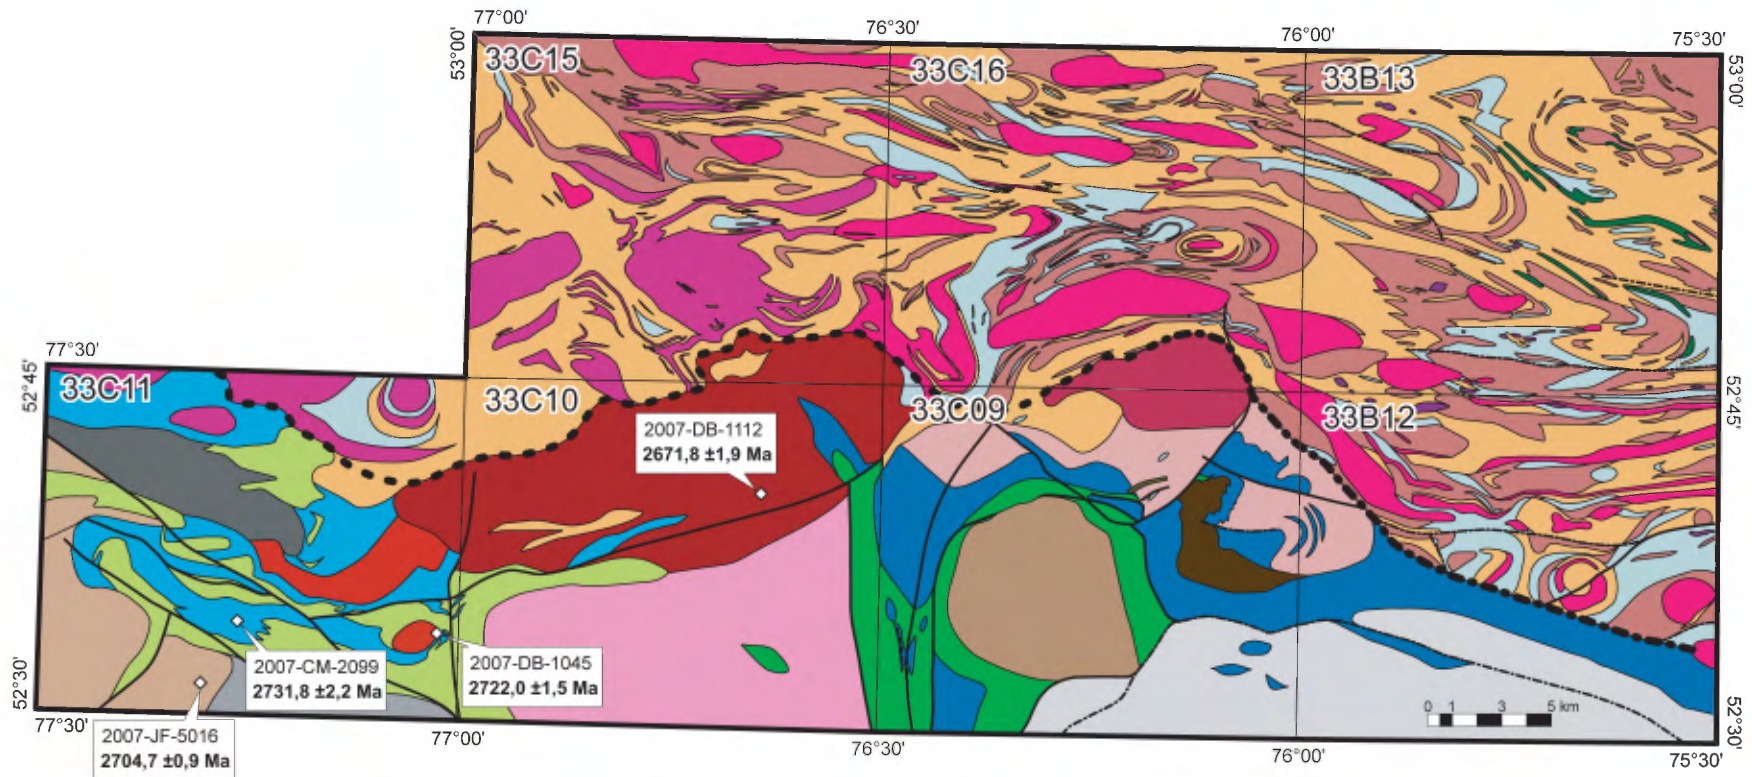 77°00'
76°30'
76°00'
75°30'
53°00'
33C15
33C16
33B13
53°00'
77°30'
52°45'
33C11
33C10
33C09
33B12
52°45'
2007-DB-1112
2671,8 ±1,9 Ma
2007-CM-2099
2731,8 ±2,2 Ma
2007-DB-1045
2722,0 ±1,5 Ma
2007-JF-5016
2704,7 ±0,9 Ma
0 1 3 5 km
52°30'
52°30'
77°30'
77°00'
76°30'
76°00'
75°30'